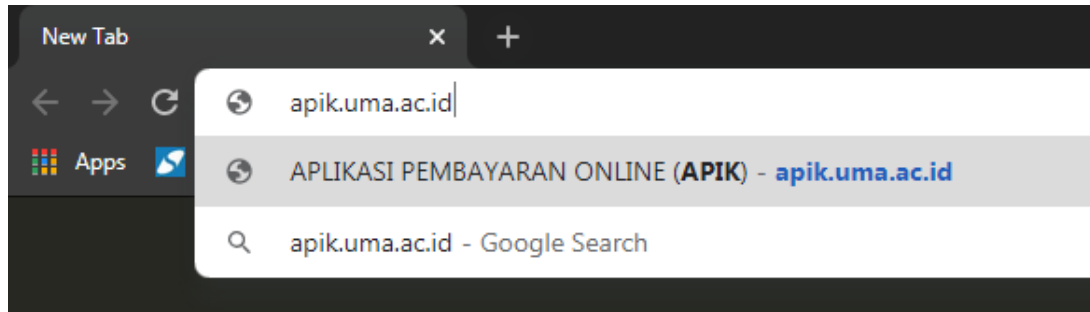 New Tab
apik.uma.ac.id
Apps
APLIKASI PEMBAYARAN ONLINE (APIK) - apik.uma.ac.id
apik.uma.ac.id - Google Search